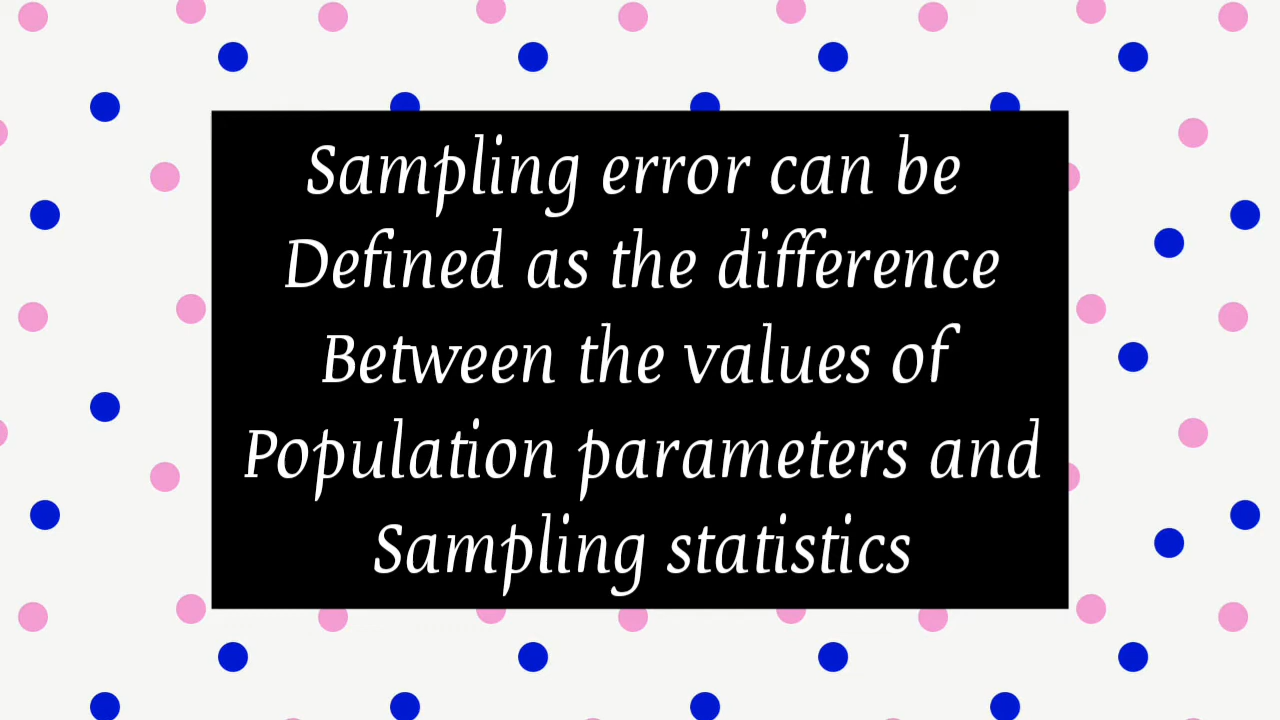 Sampling error can be
Defined as the difference
Between the values of
Population parameters and
Sampling statistics